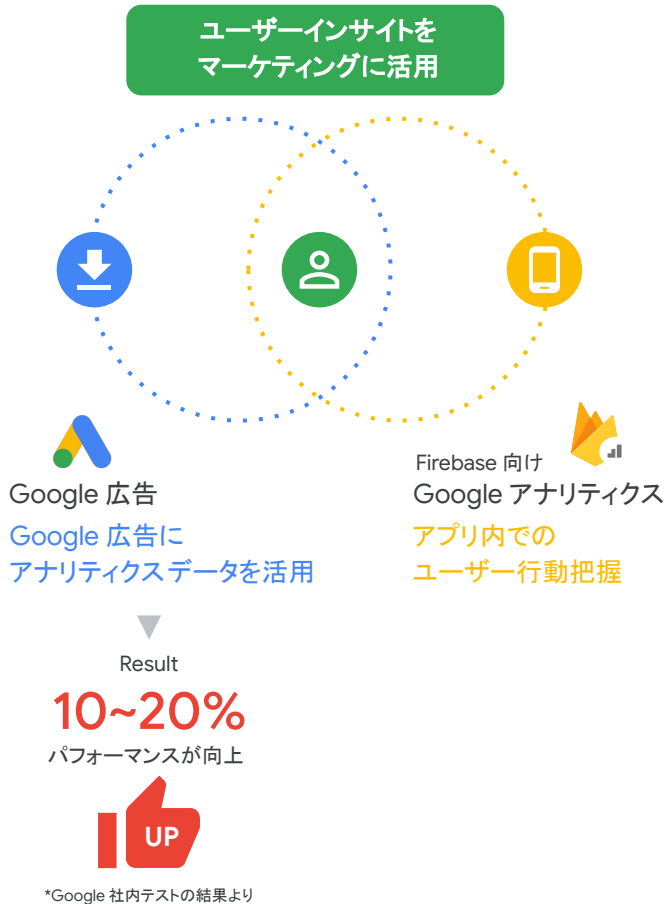 ユーザーインサイトを
マーケティングに活用
Google 広告
Google 広告に
アナリティクスデータを活用
Firebase 向け
Google アナリティクス
アプリ内での
ユーザー行動把握
Result
10~20%
パフォーマンスが向上
UP
*Google 社内テストの結果より